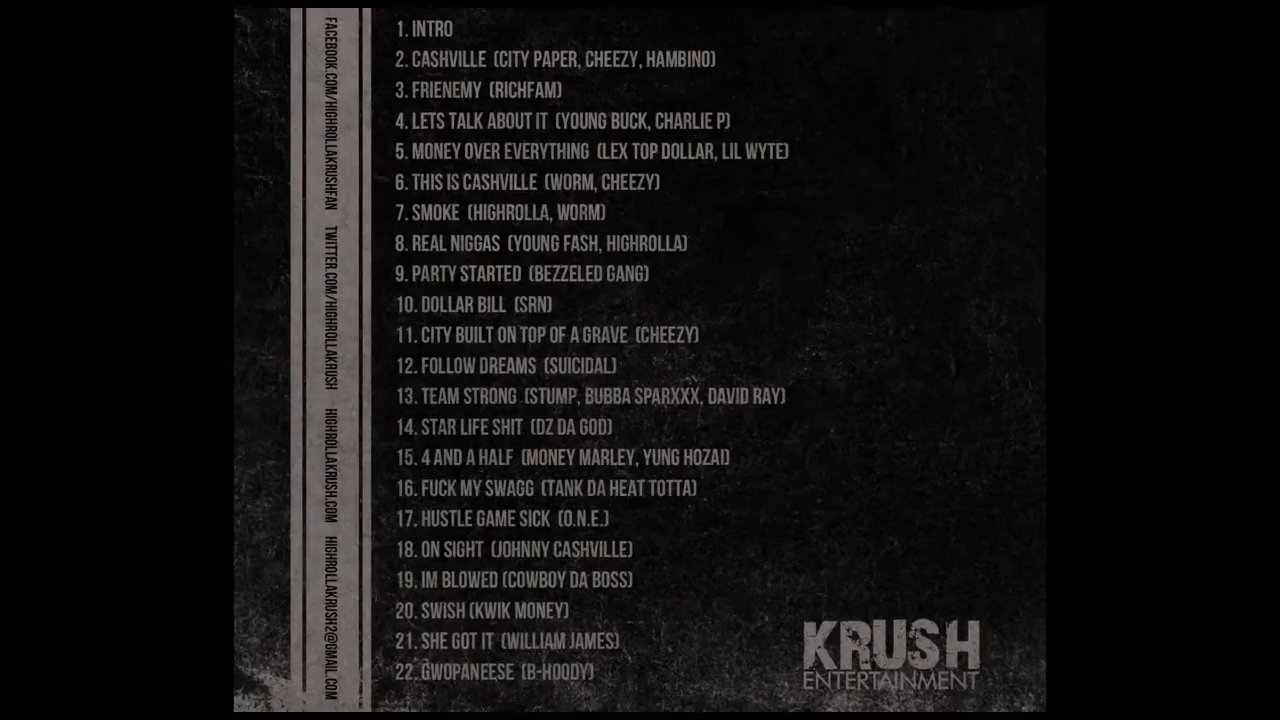 FACEBOOK.COM/HIGHROLLAKRUSHFAN TWITTER.COM/HIGHROLLAKRUSH HIGHROLLAKRUSH.COM HIGHROLLAKRUSH2@GMAIL.COM
1. INTRO
2. CASHVILLE (CITY PAPER, CHEEZY, HAMBINO)
3. FRIENEMY (RICHFAM)
4. LETS TALK ABOUT IT (YOUNG BUCK, CHARLIE P)
5. MONEY OVER EVERYTHING (LEX TOP DOLLAR, LIL WYTE)
6. THIS IS CASHVILLE (WORM, CHEEZY)
7. SMOKE (HIGHROLLA, WORM)
8. REAL NIGGAS (YOUNG FASH, HIGHROLLA)
9. PARTY STARTED (BEZZELED GANG)
10. DOLLAR BILL (SRN)
11. CITY BUILT ON TOP OF A GRAVE (CHEEZY)
12. FOLLOW DREAMS (SUICIDAL)
13. TEAM STRONG (STUMP, BUBBA SPARXXX, DAVID RAY)
14. STAR LIFE SHIT (DZ DA GOD)
15. 4 AND A HALF (MONEY MARLEY, YUNG HOZAI)
16. FUCK MY SWAGG (TANK DA HEAT TOTTA)
17. HUSTLE GAME SICK (O.N.E.)
18. ON SIGHT (JOHNNY CASHVILLE)
19. IM BLOWED (COWBOY DA BOSS)
20. SWISH (KWIK MONEY)
21. SHE GOT IT (WILLIAM JAMES)
22. GWOPANEESE (B-HOODY)
KRUSH
ENTERTAINMENT